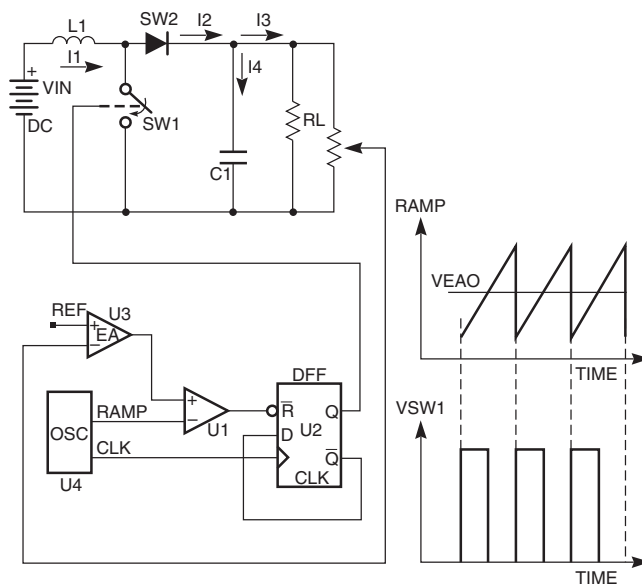 L1
SW2
I2
I3
I1
+
VIN
DC
SW1
I4
RL
C1
REF
+
EA
−
U3
+
−
U1
OSC
RAMP
CLK
U4
DFF
R̅
D
U2
Q
Q̅
CLK
RAMP
VEAO
TIME
VSW1
TIME